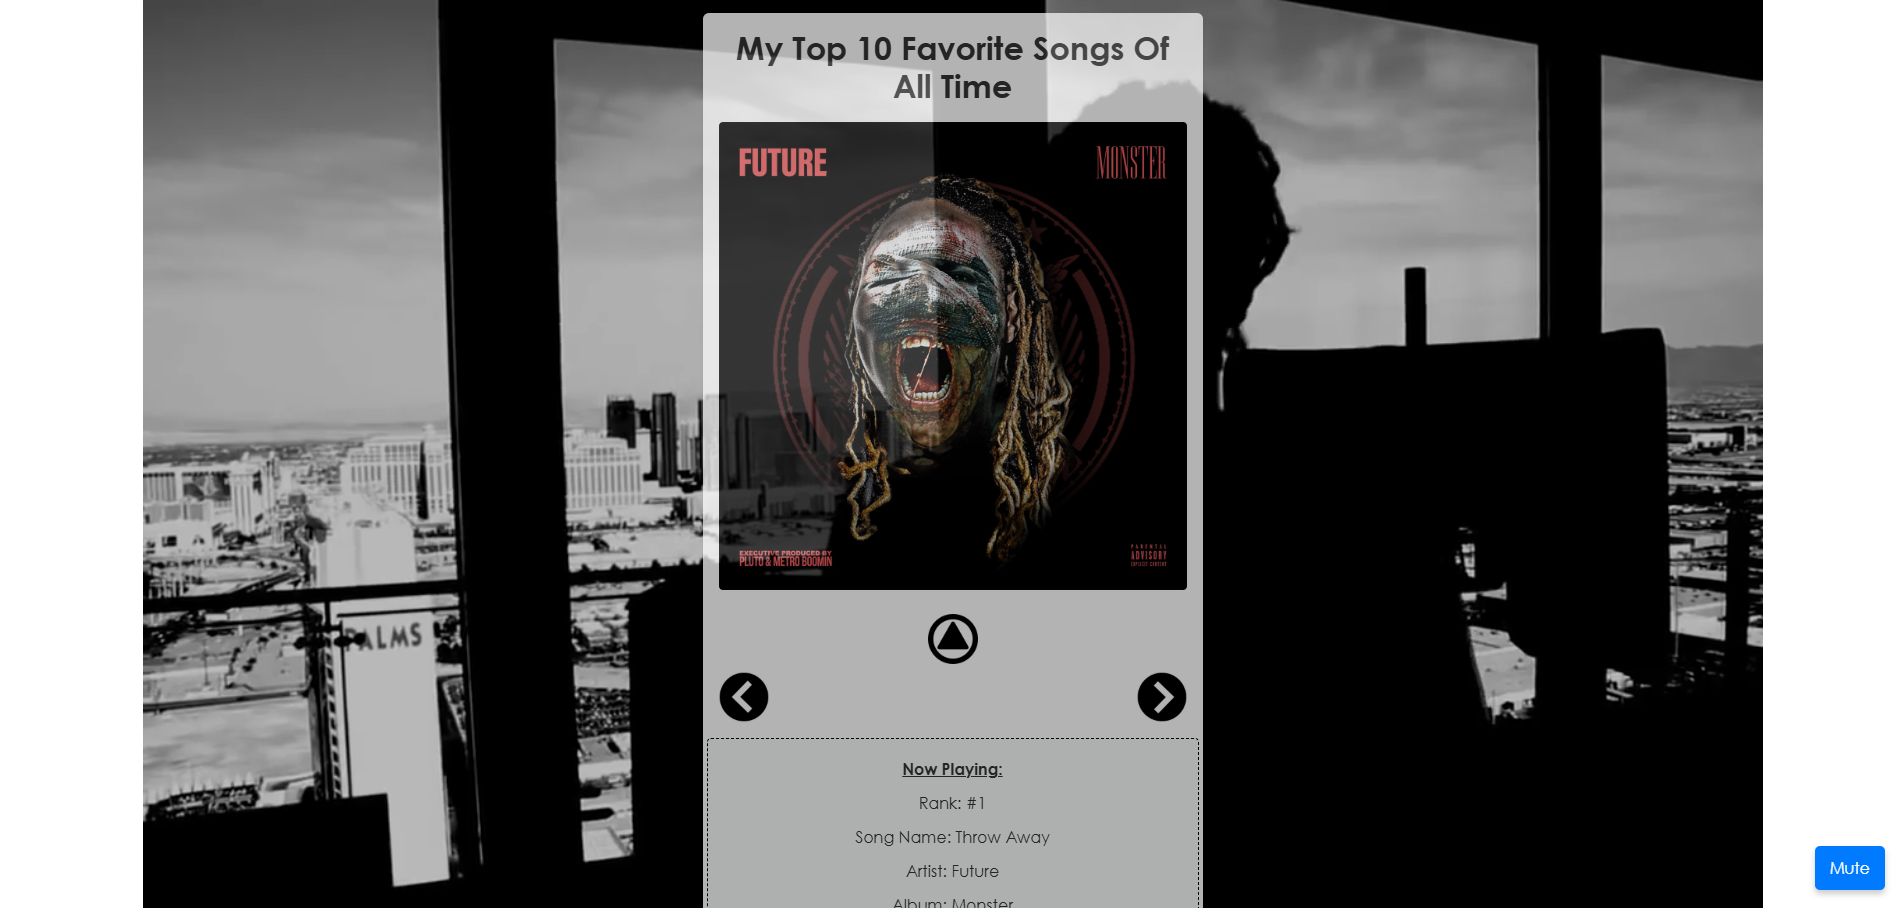 My Top 10 Favorite Songs Of
All Time
FUTURE
MONSTER
EXECUTIVE PRODUCED BY
PLUTO & METRO BOOMIN
PARENTAL
ADVISORY
EXPLICIT CONTENT
PALMS
Now Playing:
Rank: #1
Song Name: Throw Away
Artist: Future
Album: Monster
Mute